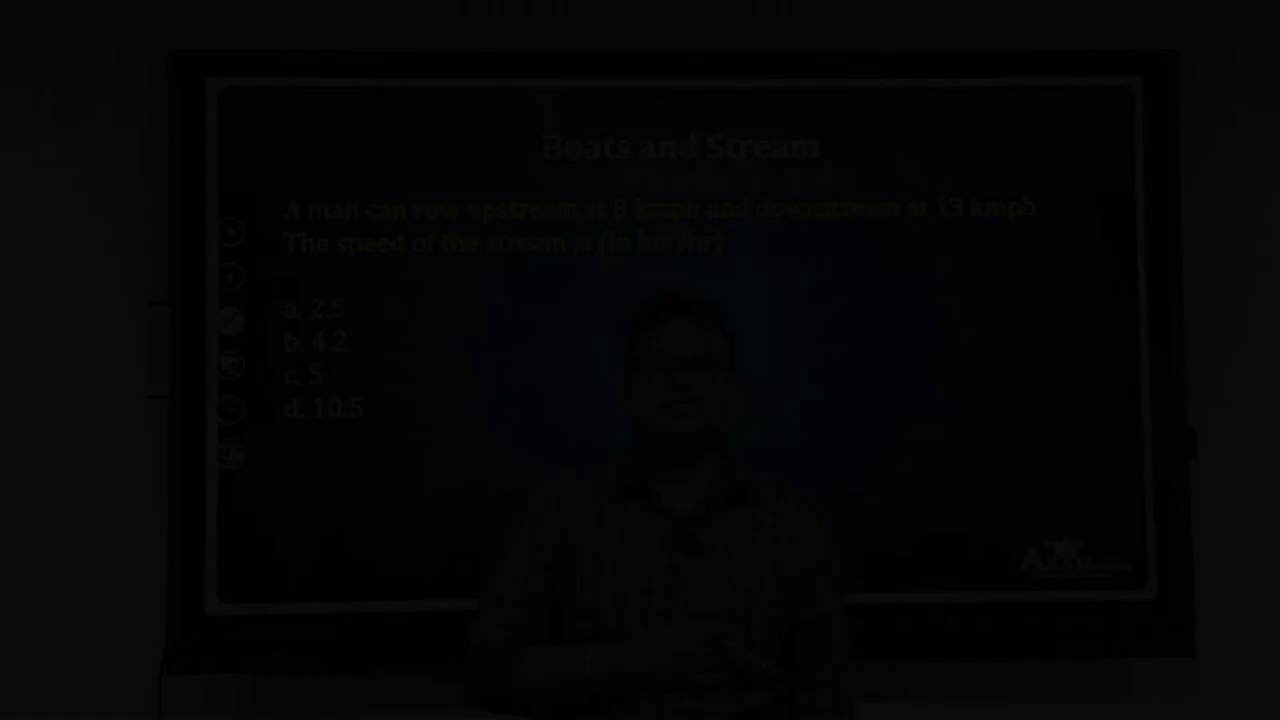 Boats and Stream
A man can row upstream at 8 kmph and downstream at 13 kmph
The speed of the stream is (in km/hr)
a. 2.5
b. 4.2
c. 5
d. 10.5